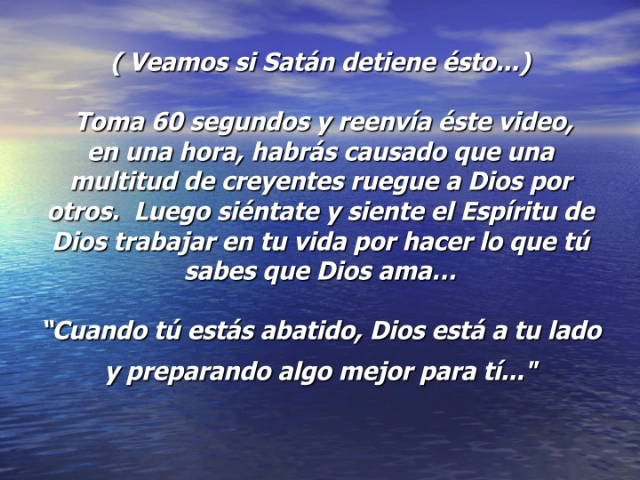 ( Veamos si Satán detiene ésto...)
Toma 60 segundos y reenvía éste video,
en una hora, habrás causado que una
multitud de creyentes ruegue a Dios por
otros.  Luego siéntate y siente el Espíritu de
Dios trabajar en tu vida por hacer lo que tú
sabes que Dios ama…
“Cuando tú estás abatido, Dios está a tu lado
y preparando algo mejor para tí..."